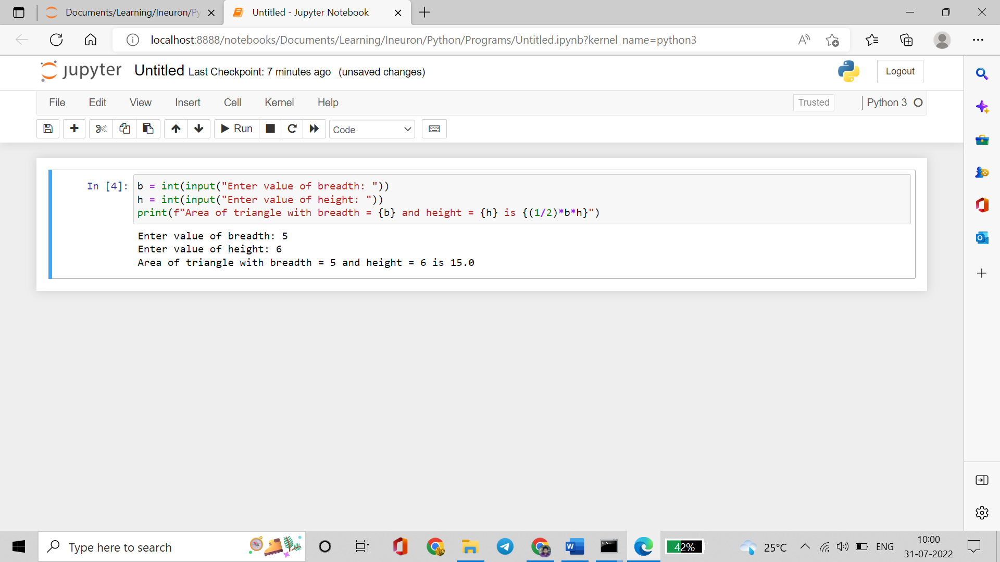 Documents/Learning/Ineuron/Py
Untitled - Jupyter Notebook
localhost:8888/notebooks/Documents/Learning/Ineuron/Python/Programs/Untitled.ipynb?kernel_name=python3
jupyter Untitled Last Checkpoint: 7 minutes ago (unsaved changes)
Logout
File Edit View Insert Cell Kernel Help
Trusted
Python 3
Run
Code
In [4]: b = int(input("Enter value of breadth: "))
h = int(input("Enter value of height: "))
print(f"Area of triangle with breadth = {b} and height = {h} is {(1/2)*b*h}")
Enter value of breadth: 5
Enter value of height: 6
Area of triangle with breadth = 5 and height = 6 is 15.0
Type here to search
42%
25°C
ENG
10:00
31-07-2022